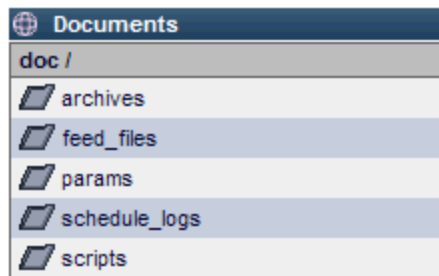 Documents
doc /
archives
feed_files
params
schedule_logs
scripts